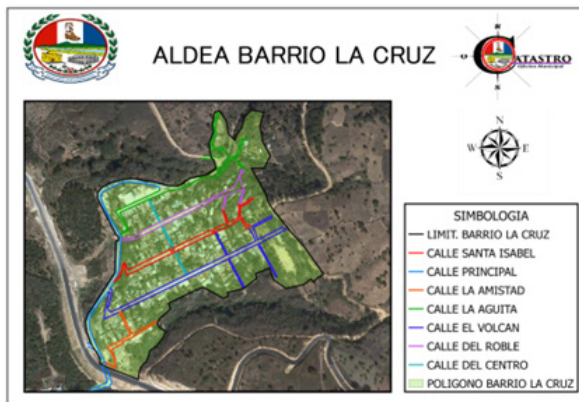 ALDEA BARRIO LA CRUZ
CATASTRO
N
W E
S
SIMBOLOGIA
LIMIT. BARRIO LA CRUZ
CALLE SANTA ISABEL
CALLE PRINCIPAL
CALLE LA AMISTAD
CALLE LA AGUITA
CALLE EL VOLCAN
CALLE DEL ROBLE
CALLE DEL CENTRO
POLIGONO BARRIO LA CRUZ